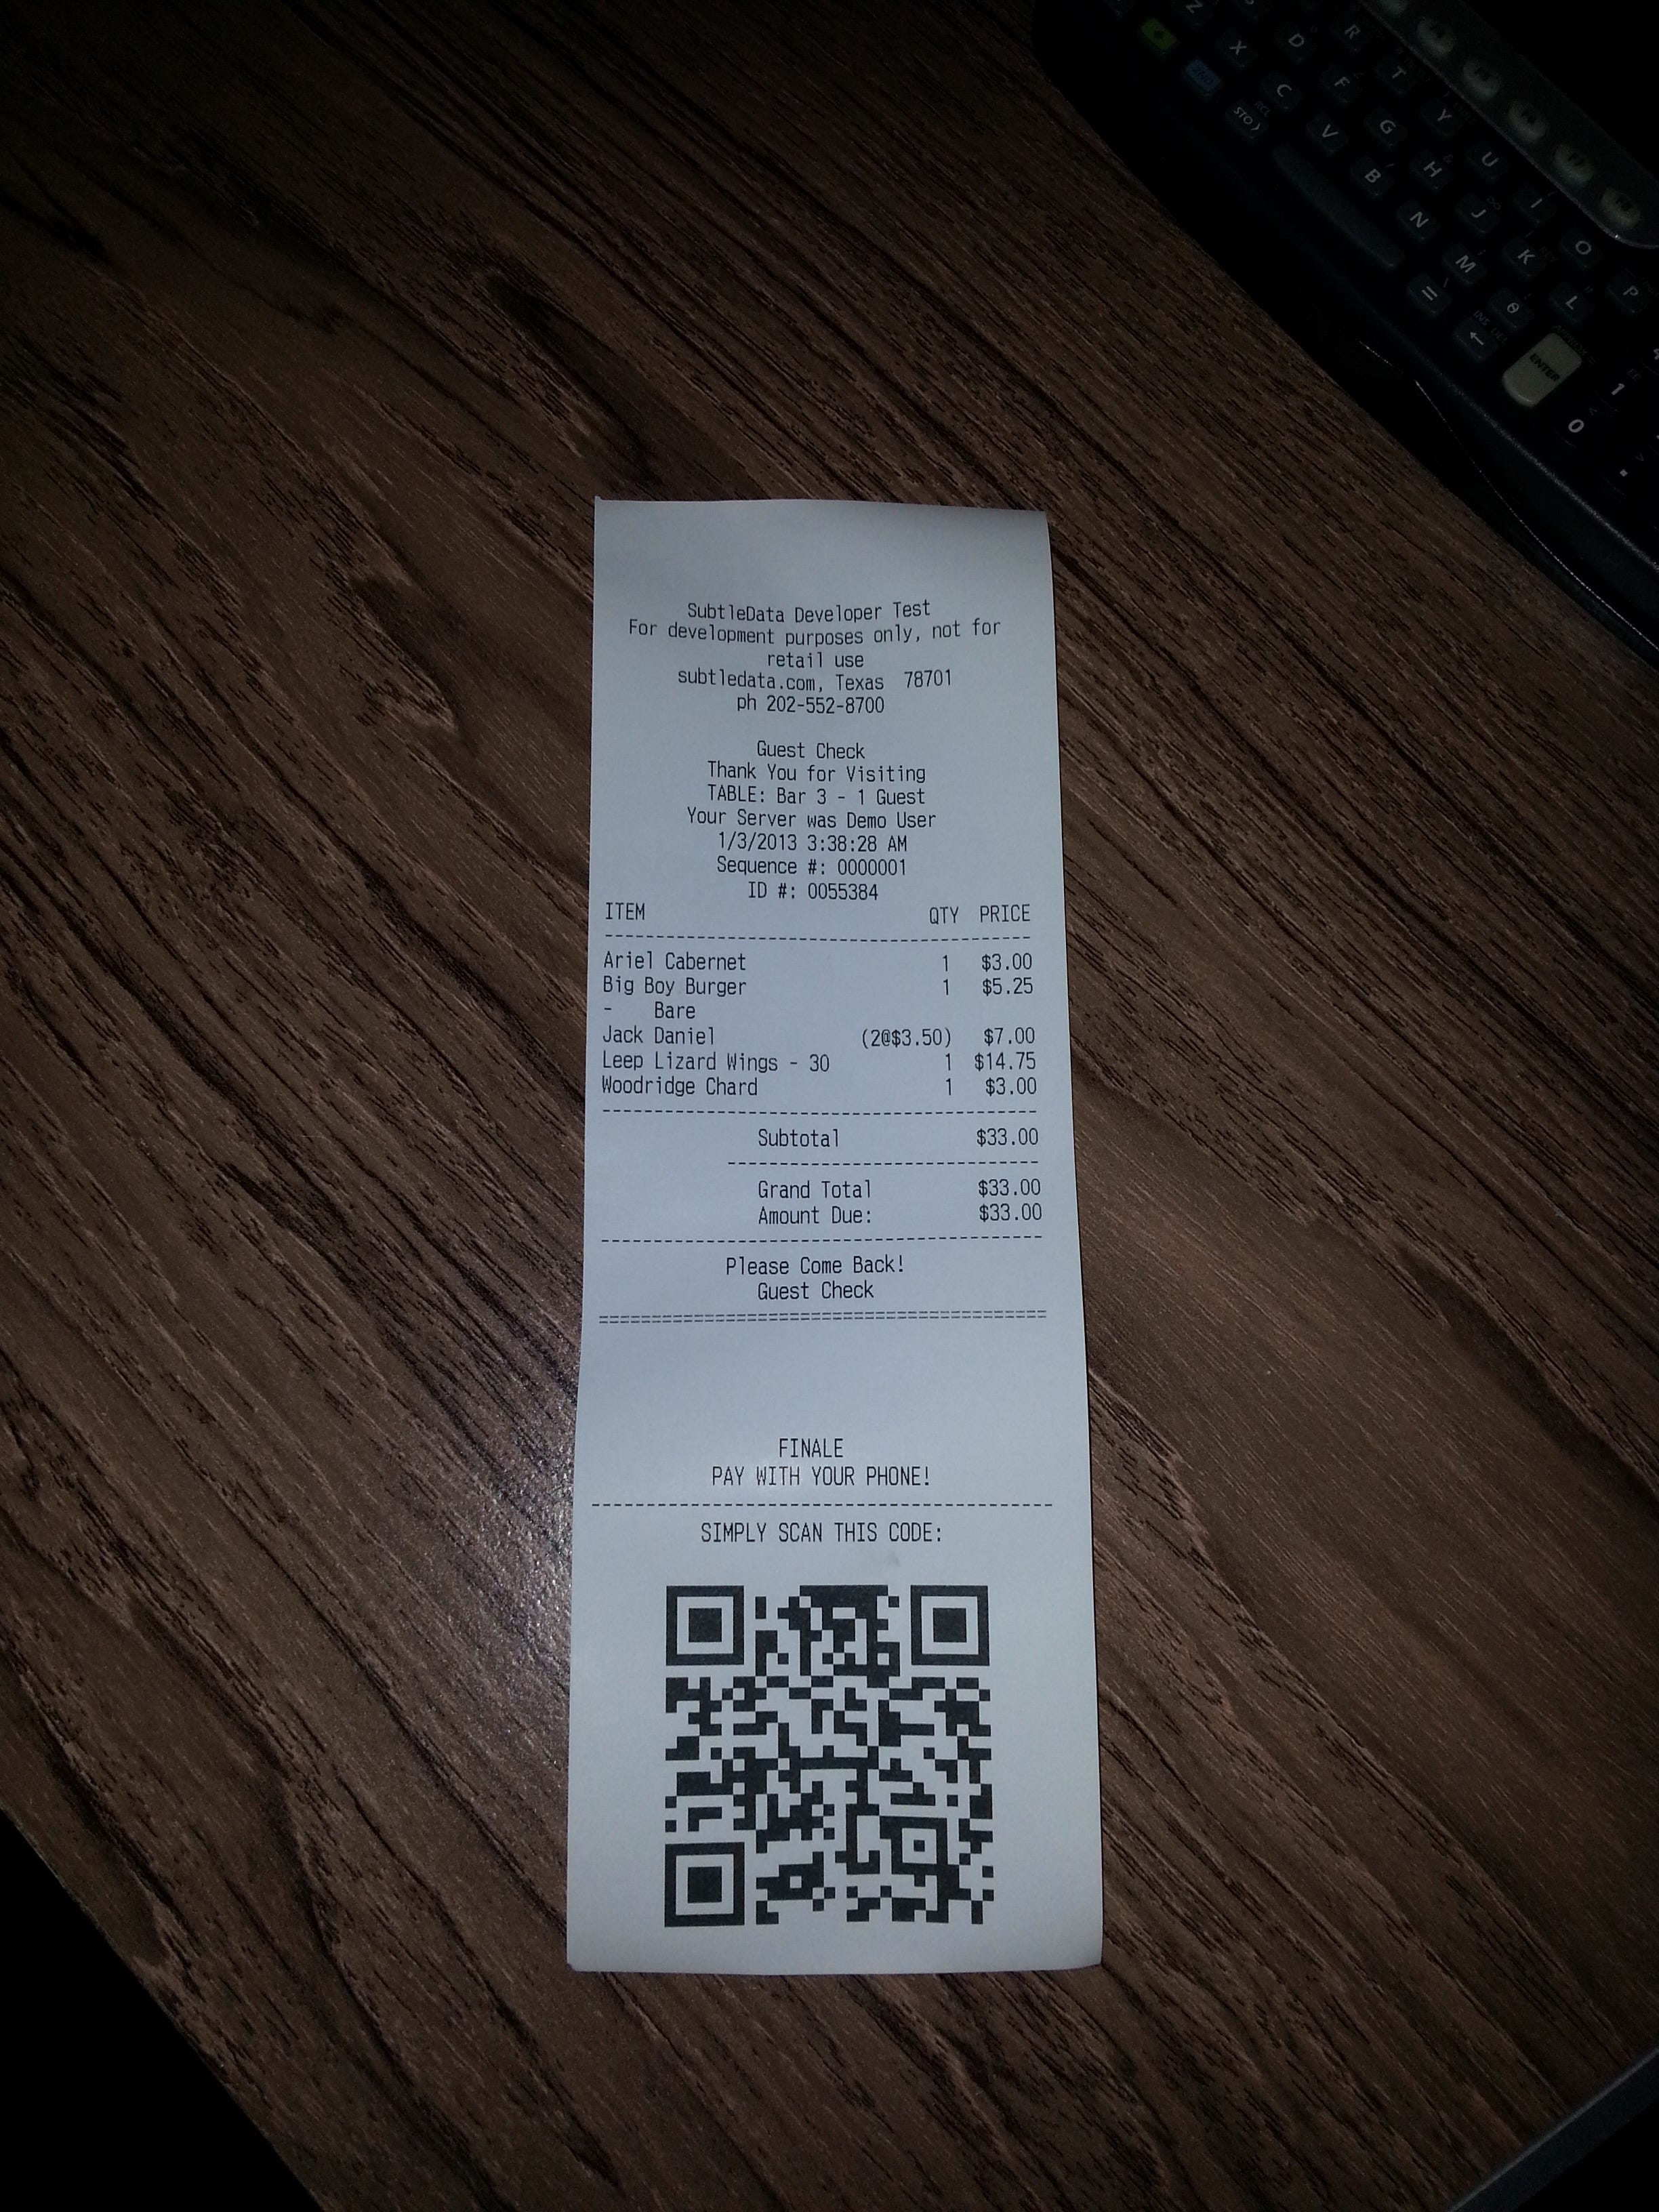 SubtleData Developer Test
For development purposes only, not for
retail use
subtledata.com, Texas  78701
ph 202-552-8700
Guest Check
Thank You for Visiting
TABLE: Bar 3 - 1 Guest
Your Server was Demo User
1/3/2013 3:38:28 AM
Sequence #: 0000001
ID #: 0055384
ITEM QTY PRICE
Ariel Cabernet 1 $3.00
Big Boy Burger 1 $5.25
- Bare
Jack Daniel (2@$3.50) $7.00
Leep Lizard Wings - 30 1 $14.75
Woodridge Chard 1 $3.00
Subtotal $33.00
Grand Total $33.00
Amount Due: $33.00
Please Come Back!
Guest Check
FINALE
PAY WITH YOUR PHONE!
SIMPLY SCAN THIS CODE:
R T Y U I O P
D F G H J K L
Z X C V B N M
STO
=
θ
ENTER
1
0